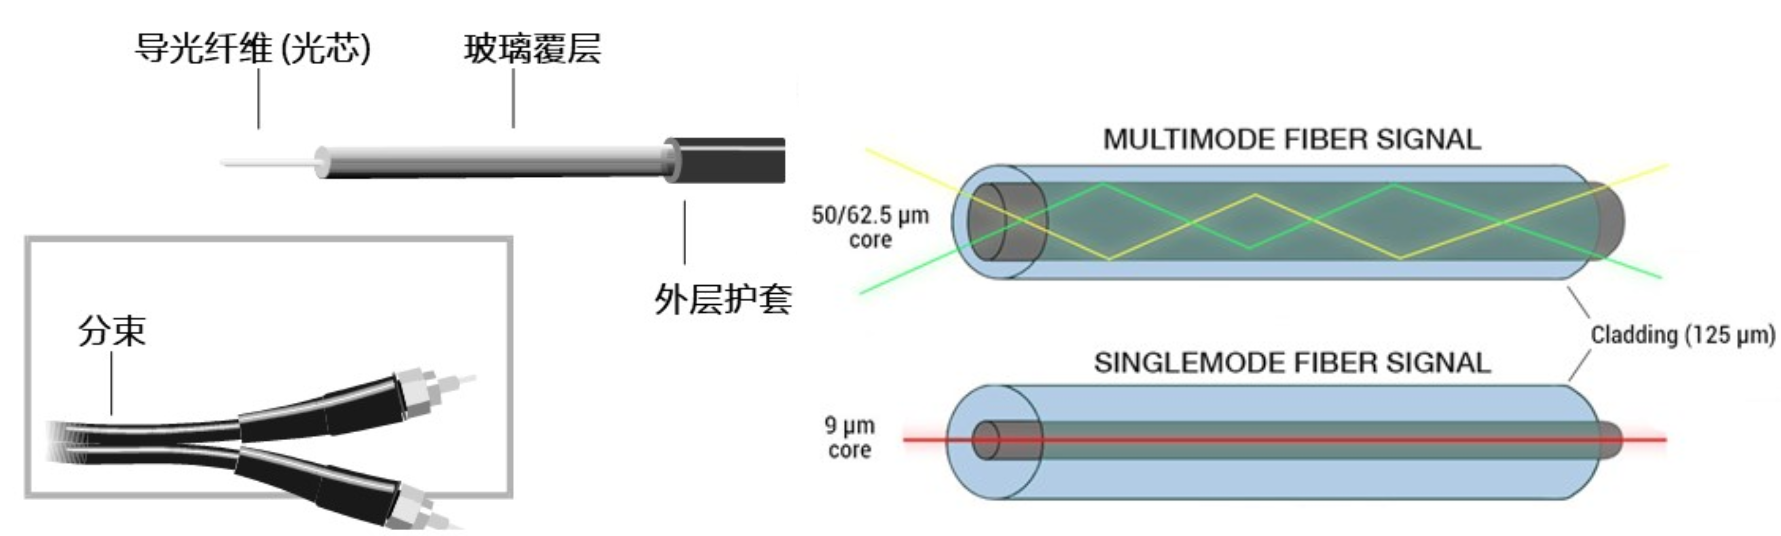 导光纤维 (光芯)
玻璃覆层
外层护套
分束
MULTIMODE FIBER SIGNAL
50/62.5 µm
core
Cladding (125 µm)
SINGLEMODE FIBER SIGNAL
9 µm
core